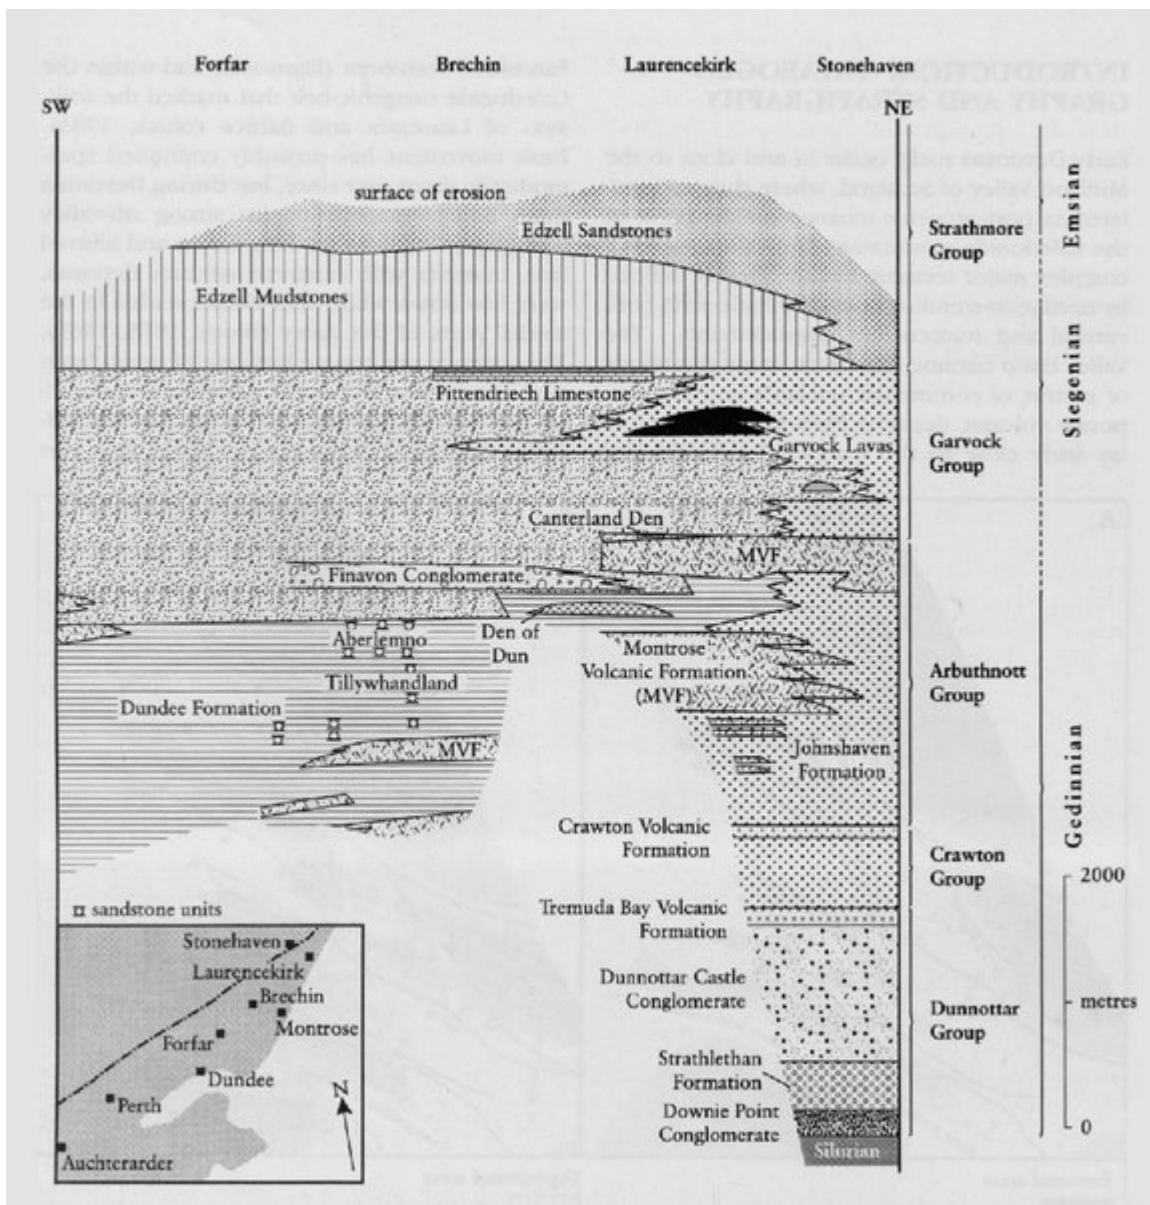 Forfar
Brechin
Laurencekirk
Stonehaven
SW
NE
surface of erosion
Edzell Sandstones
Edzell Mudstones
Pittendriech Limestone
Garvock Lavas
Canterland Den
MVF
Finavon Conglomerate
Aberlemno
Den of
Dun
Montrose
Volcanic Formation
(MVF)
Tillywhandland
Dundee Formation
MVF
Johnshaven
Formation
Crawton Volcanic
Formation
Tremuda Bay Volcanic
Formation
Dunnottar Castle
Conglomerate
Strathlethan
Formation
Downie Point
Conglomerate
Silurian
Strathmore
Group
Garvock
Group
Arbuthnott
Group
Crawton
Group
Dunnottar
Group
Emsian
Siegenian
Gedinnian
2000
metres
0
sandstone units
Stonehaven
Laurencekirk
Brechin
Montrose
Forfar
Dundee
Perth
Auchterarder
N